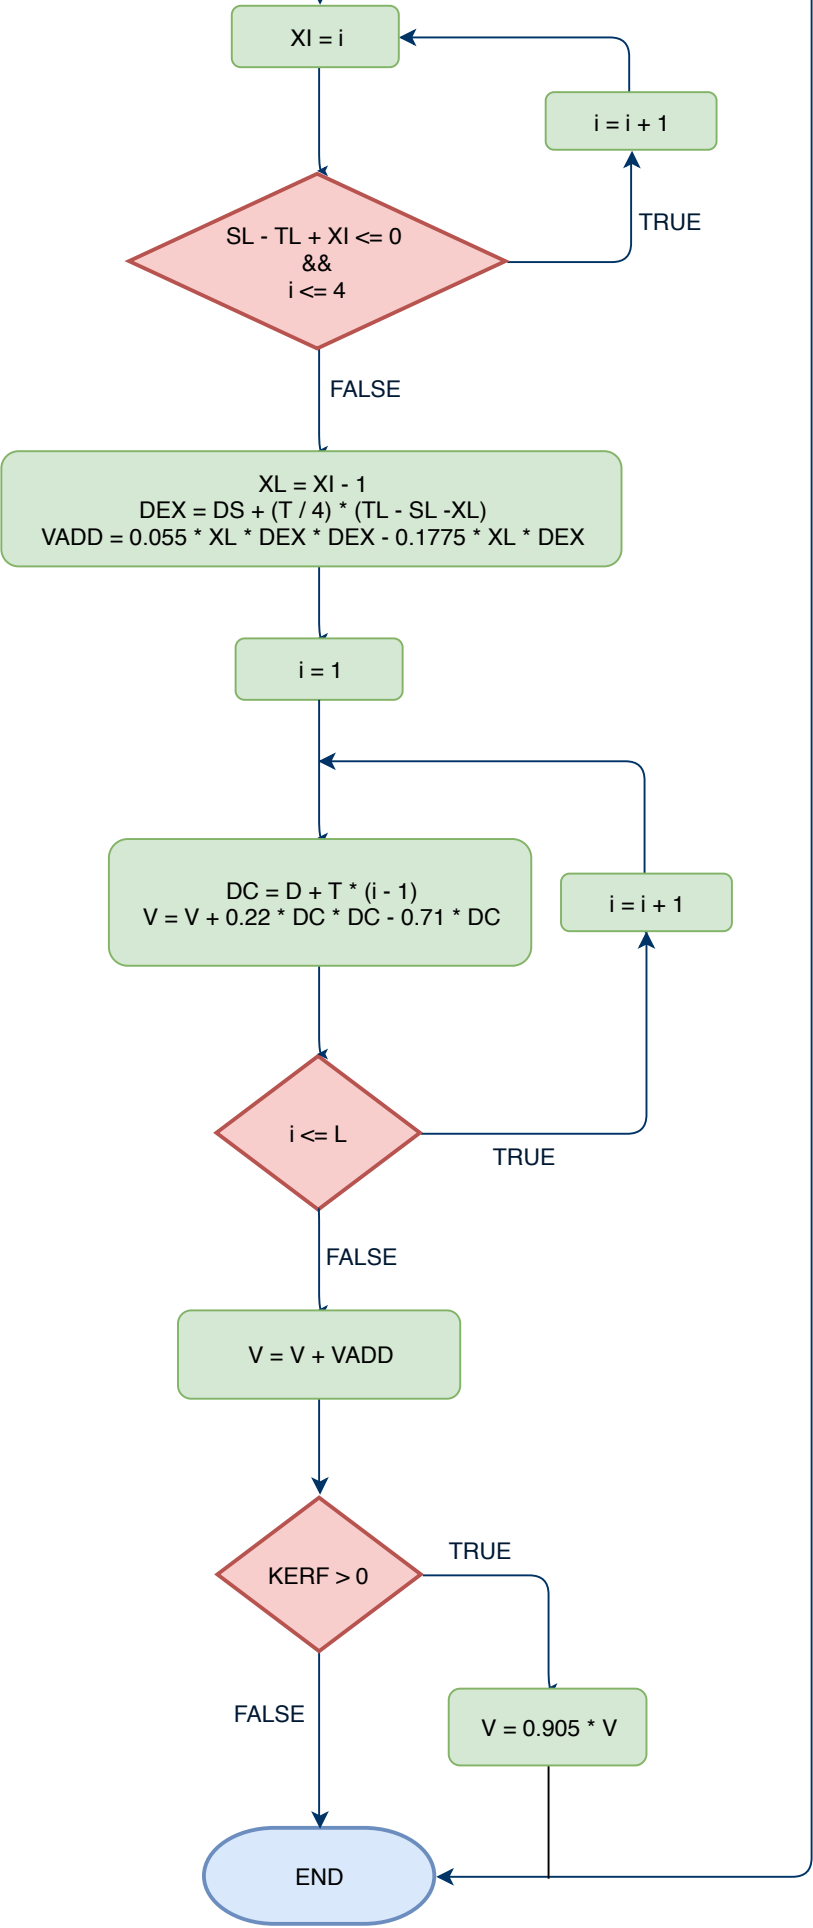 XI = i
i = i + 1
SL - TL + XI <= 0
&&
i <= 4
TRUE
FALSE
XL = XI - 1
DEX = DS + (T / 4) * (TL - SL -XL)
VADD = 0.055 * XL * DEX * DEX - 0.1775 * XL * DEX
i = 1
DC = D + T * (i - 1)
V = V + 0.22 * DC * DC - 0.71 * DC
i = i + 1
i <= L
TRUE
FALSE
V = V + VADD
KERF > 0
TRUE
FALSE
V = 0.905 * V
END